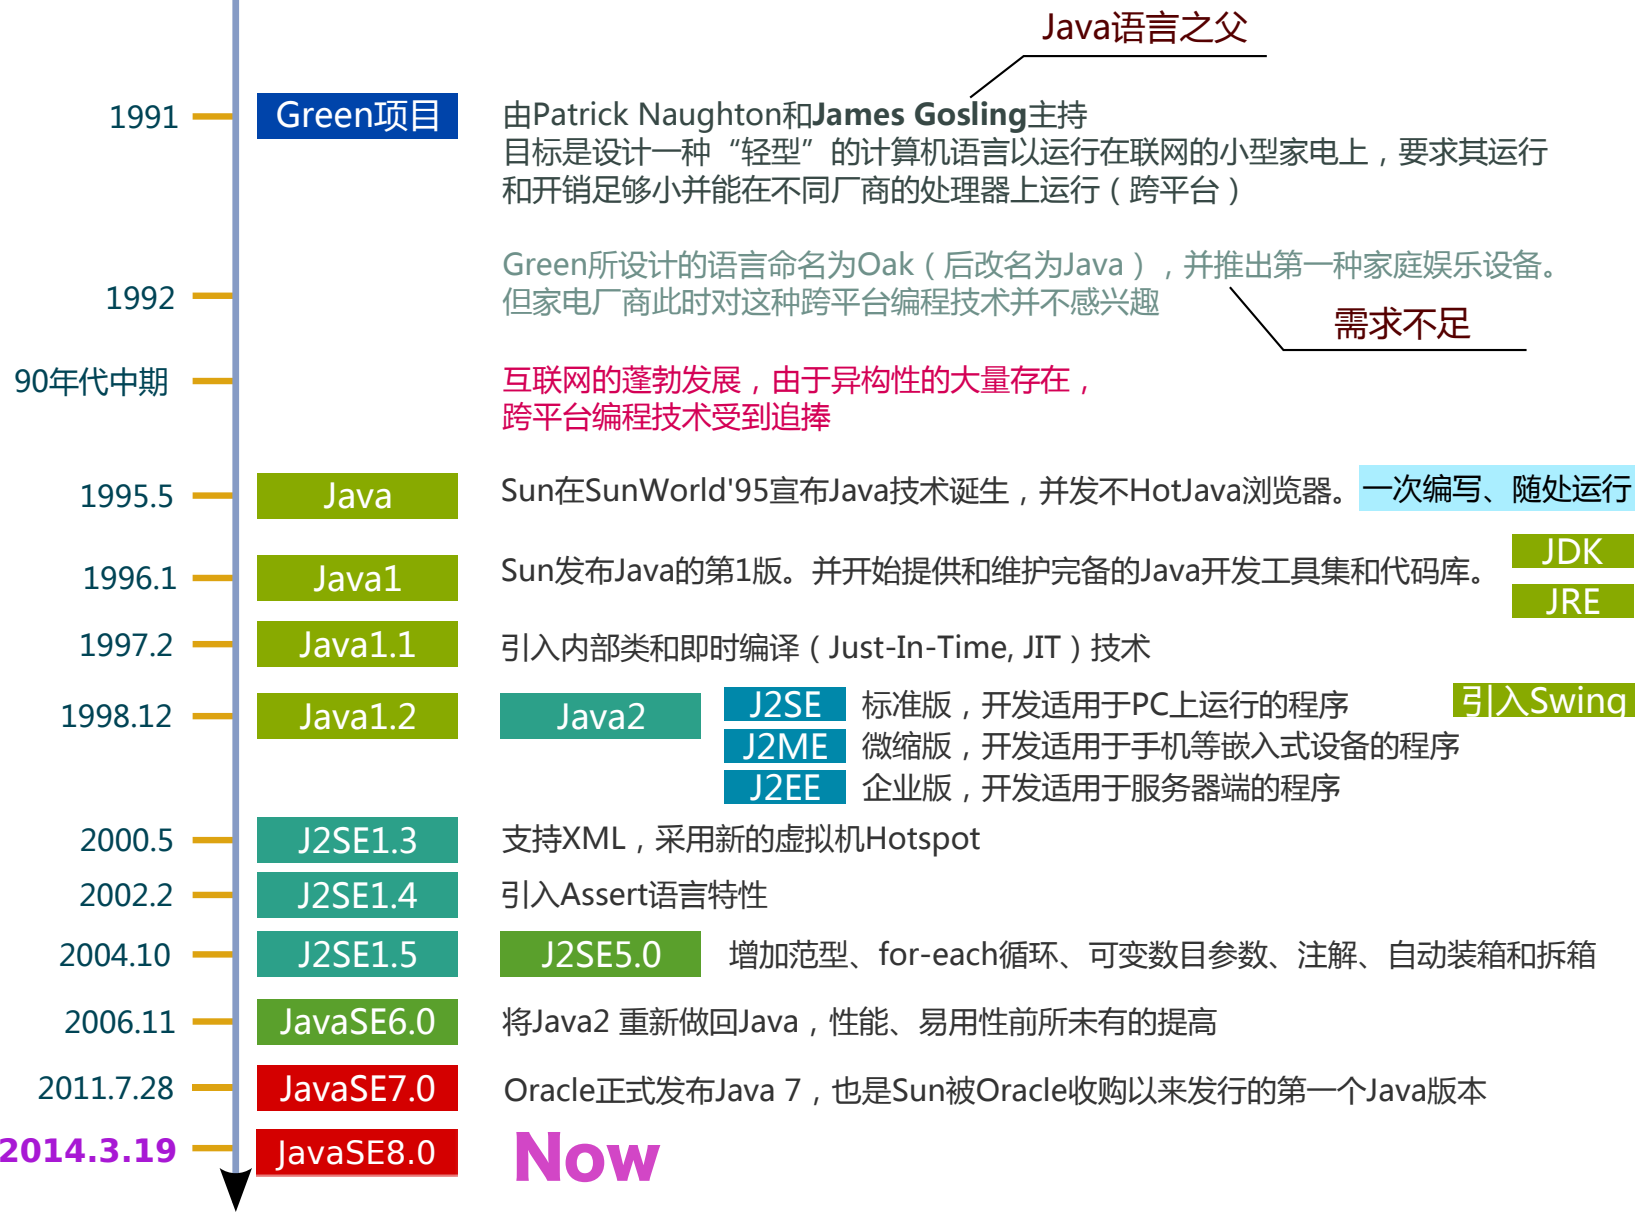 Java语言之父
1991
Green项目
由Patrick Naughton和James Gosling主持
目标是设计一种“轻型”的计算机语言以运行在联网的小型家电上，要求其运行
和开销足够小并能在不同厂商的处理器上运行（跨平台）
1992
Green所设计的语言命名为Oak（后改名为Java），并推出第一种家庭娱乐设备。
但家电厂商此时对这种跨平台编程技术并不感兴趣
需求不足
90年代中期
互联网的蓬勃发展，由于异构性的大量存在，
跨平台编程技术受到追捧
1995.5
Java
Sun在SunWorld'95宣布Java技术诞生，并发不HotJava浏览器。
一次编写、随处运行
1996.1
Java1
Sun发布Java的第1版。并开始提供和维护完备的Java开发工具集和代码库。
JDK
JRE
1997.2
Java1.1
引入内部类和即时编译（Just-In-Time, JIT）技术
1998.12
Java1.2
Java2
J2SE
标准版，开发适用于PC上运行的程序
引入Swing
J2ME
微缩版，开发适用于手机等嵌入式设备的程序
J2EE
企业版，开发适用于服务器端的程序
2000.5
J2SE1.3
支持XML，采用新的虚拟机Hotspot
2002.2
J2SE1.4
引入Assert语言特性
2004.10
J2SE1.5
J2SE5.0
增加范型、for-each循环、可变数目参数、注解、自动装箱和拆箱
2006.11
JavaSE6.0
将Java2 重新做回Java，性能、易用性前所未有的提高
2011.7.28
JavaSE7.0
Oracle正式发布Java 7，也是Sun被Oracle收购以来发行的第一个Java版本
2014.3.19
JavaSE8.0
Now